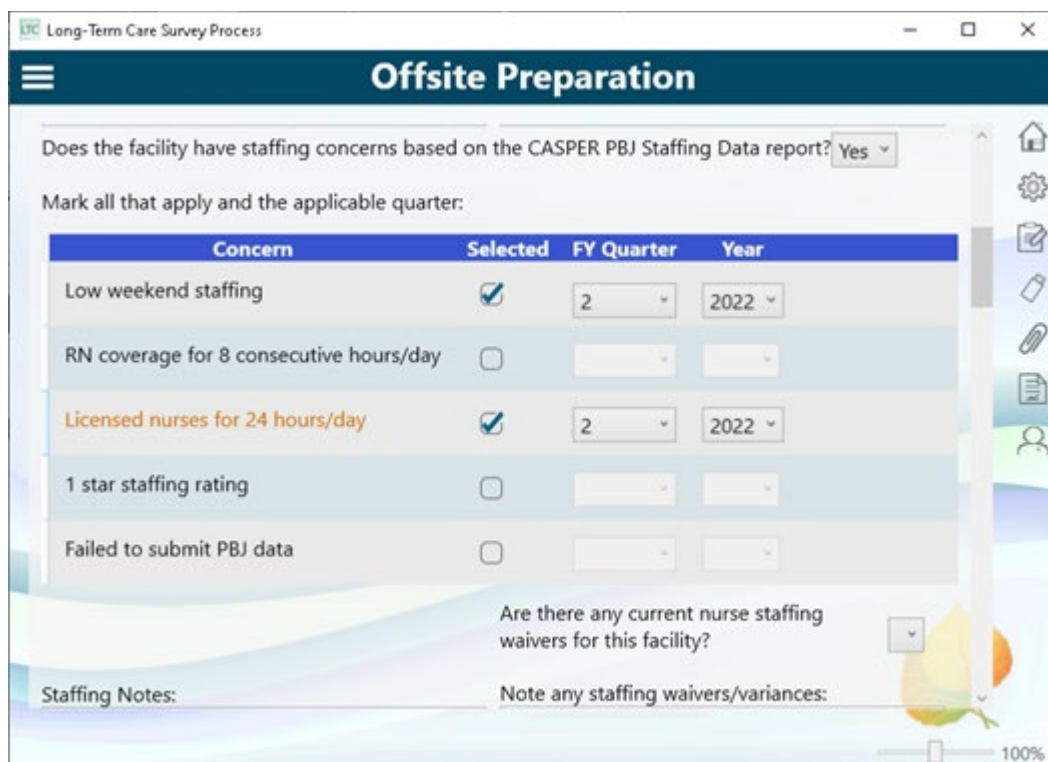 LTC Long-Term Care Survey Process
Offsite Preparation
Does the facility have staffing concerns based on the CASPER PBJ Staffing Data report? Yes
Mark all that apply and the applicable quarter:
Concern Selected FY Quarter Year
Low weekend staffing 2 2022
RN coverage for 8 consecutive hours/day
Licensed nurses for 24 hours/day 2 2022
1 star staffing rating
Failed to submit PBJ data
Are there any current nurse staffing
waivers for this facility?
Staffing Notes: Note any staffing waivers/variances:
100%